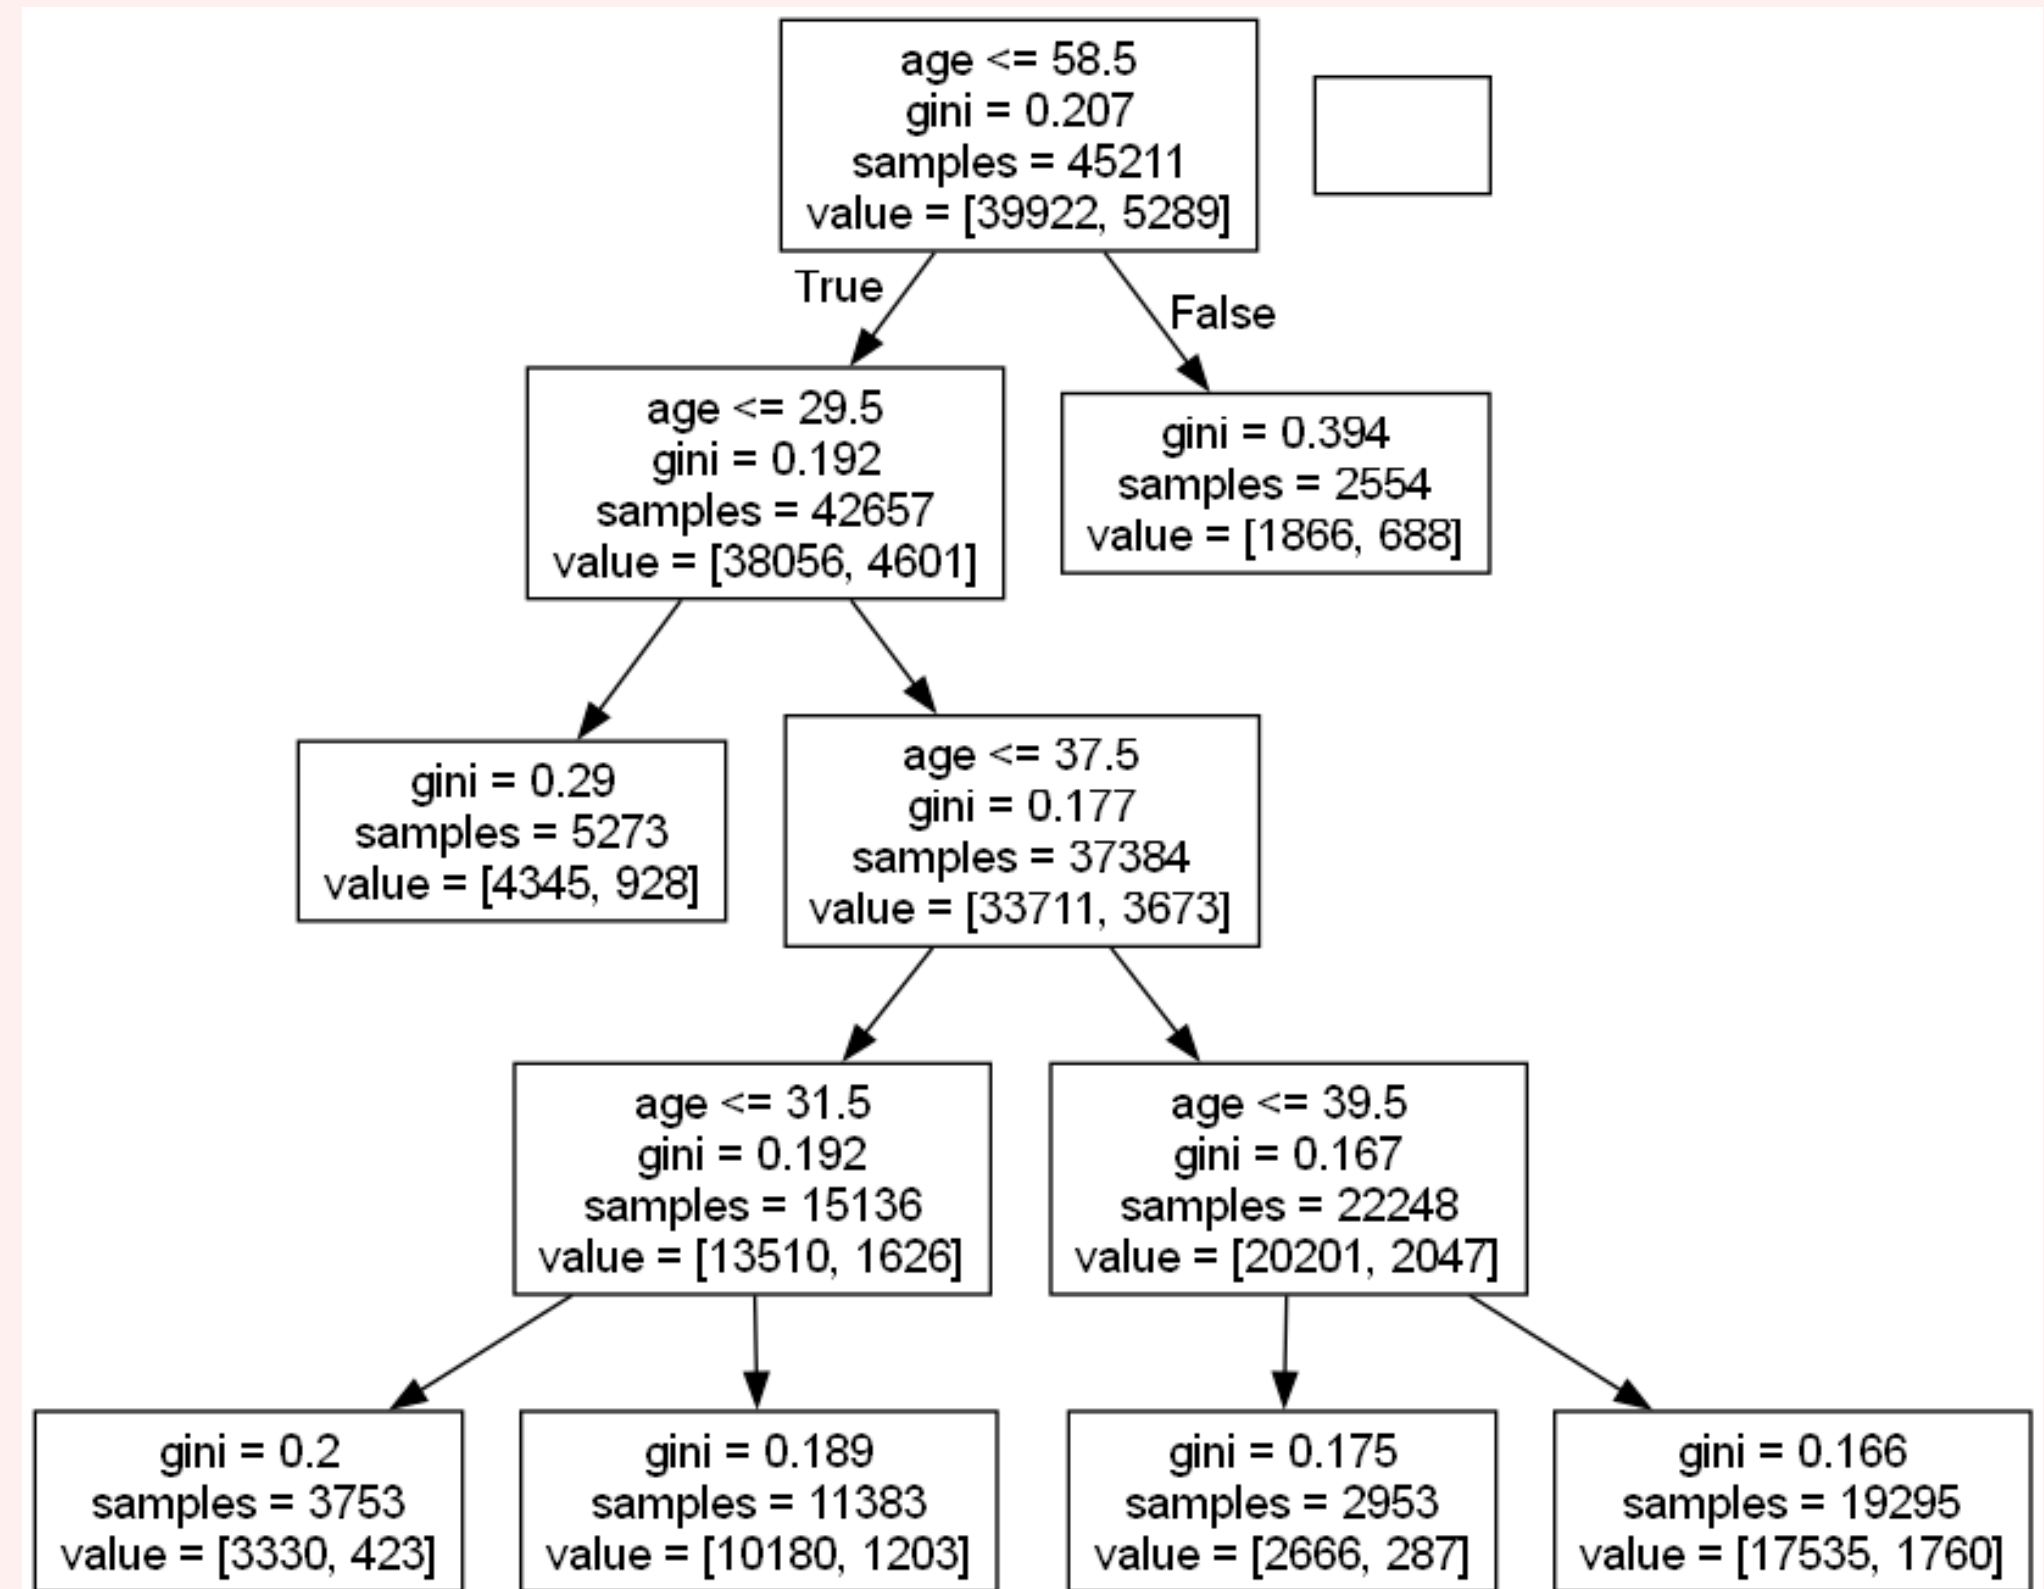 age <= 58.5
gini = 0.207
samples = 45211
value = [39922, 5289]
True
False
age <= 29.5
gini = 0.192
samples = 42657
value = [38056, 4601]
gini = 0.394
samples = 2554
value = [1866, 688]
gini = 0.29
samples = 5273
value = [4345, 928]
age <= 37.5
gini = 0.177
samples = 37384
value = [33711, 3673]
age <= 31.5
gini = 0.192
samples = 15136
value = [13510, 1626]
age <= 39.5
gini = 0.167
samples = 22248
value = [20201, 2047]
gini = 0.2
samples = 3753
value = [3330, 423]
gini = 0.189
samples = 11383
value = [10180, 1203]
gini = 0.175
samples = 2953
value = [2666, 287]
gini = 0.166
samples = 19295
value = [17535, 1760]